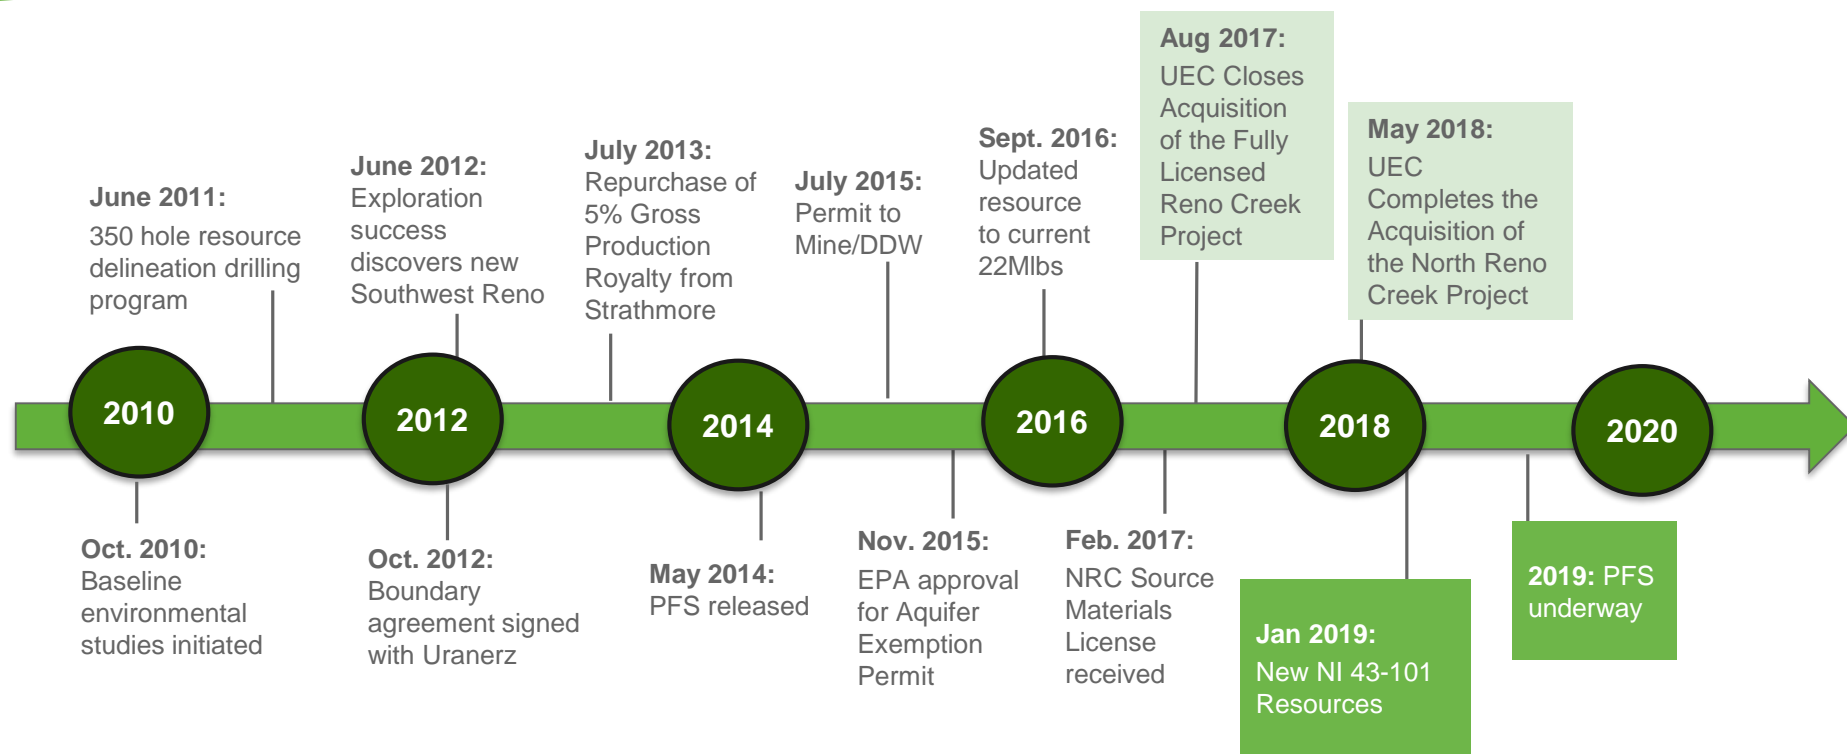 June 2011:
350 hole resource
delineation drilling
program
June 2012:
Exploration
success
discovers new
Southwest Reno
July 2013:
Repurchase of
5% Gross
Production
Royalty from
Strathmore
July 2015:
Permit to
Mine/DDW
Sept. 2016:
Updated
resource
to current
22Mlbs
Aug 2017:
UEC Closes
Acquisition
of the Fully
Licensed
Reno Creek
Project
May 2018:
UEC
Completes the
Acquisition of
the North Reno
Creek Project
2010
2012
2014
2016
2018
2020
Oct. 2010:
Baseline
environmental
studies initiated
Oct. 2012:
Boundary
agreement signed
with Uranerz
May 2014:
PFS released
Nov. 2015:
EPA approval
for Aquifer
Exemption
Permit
Feb. 2017:
NRC Source
Materials
License
received
Jan 2019:
New NI 43-101
Resources
2019: PFS
underway